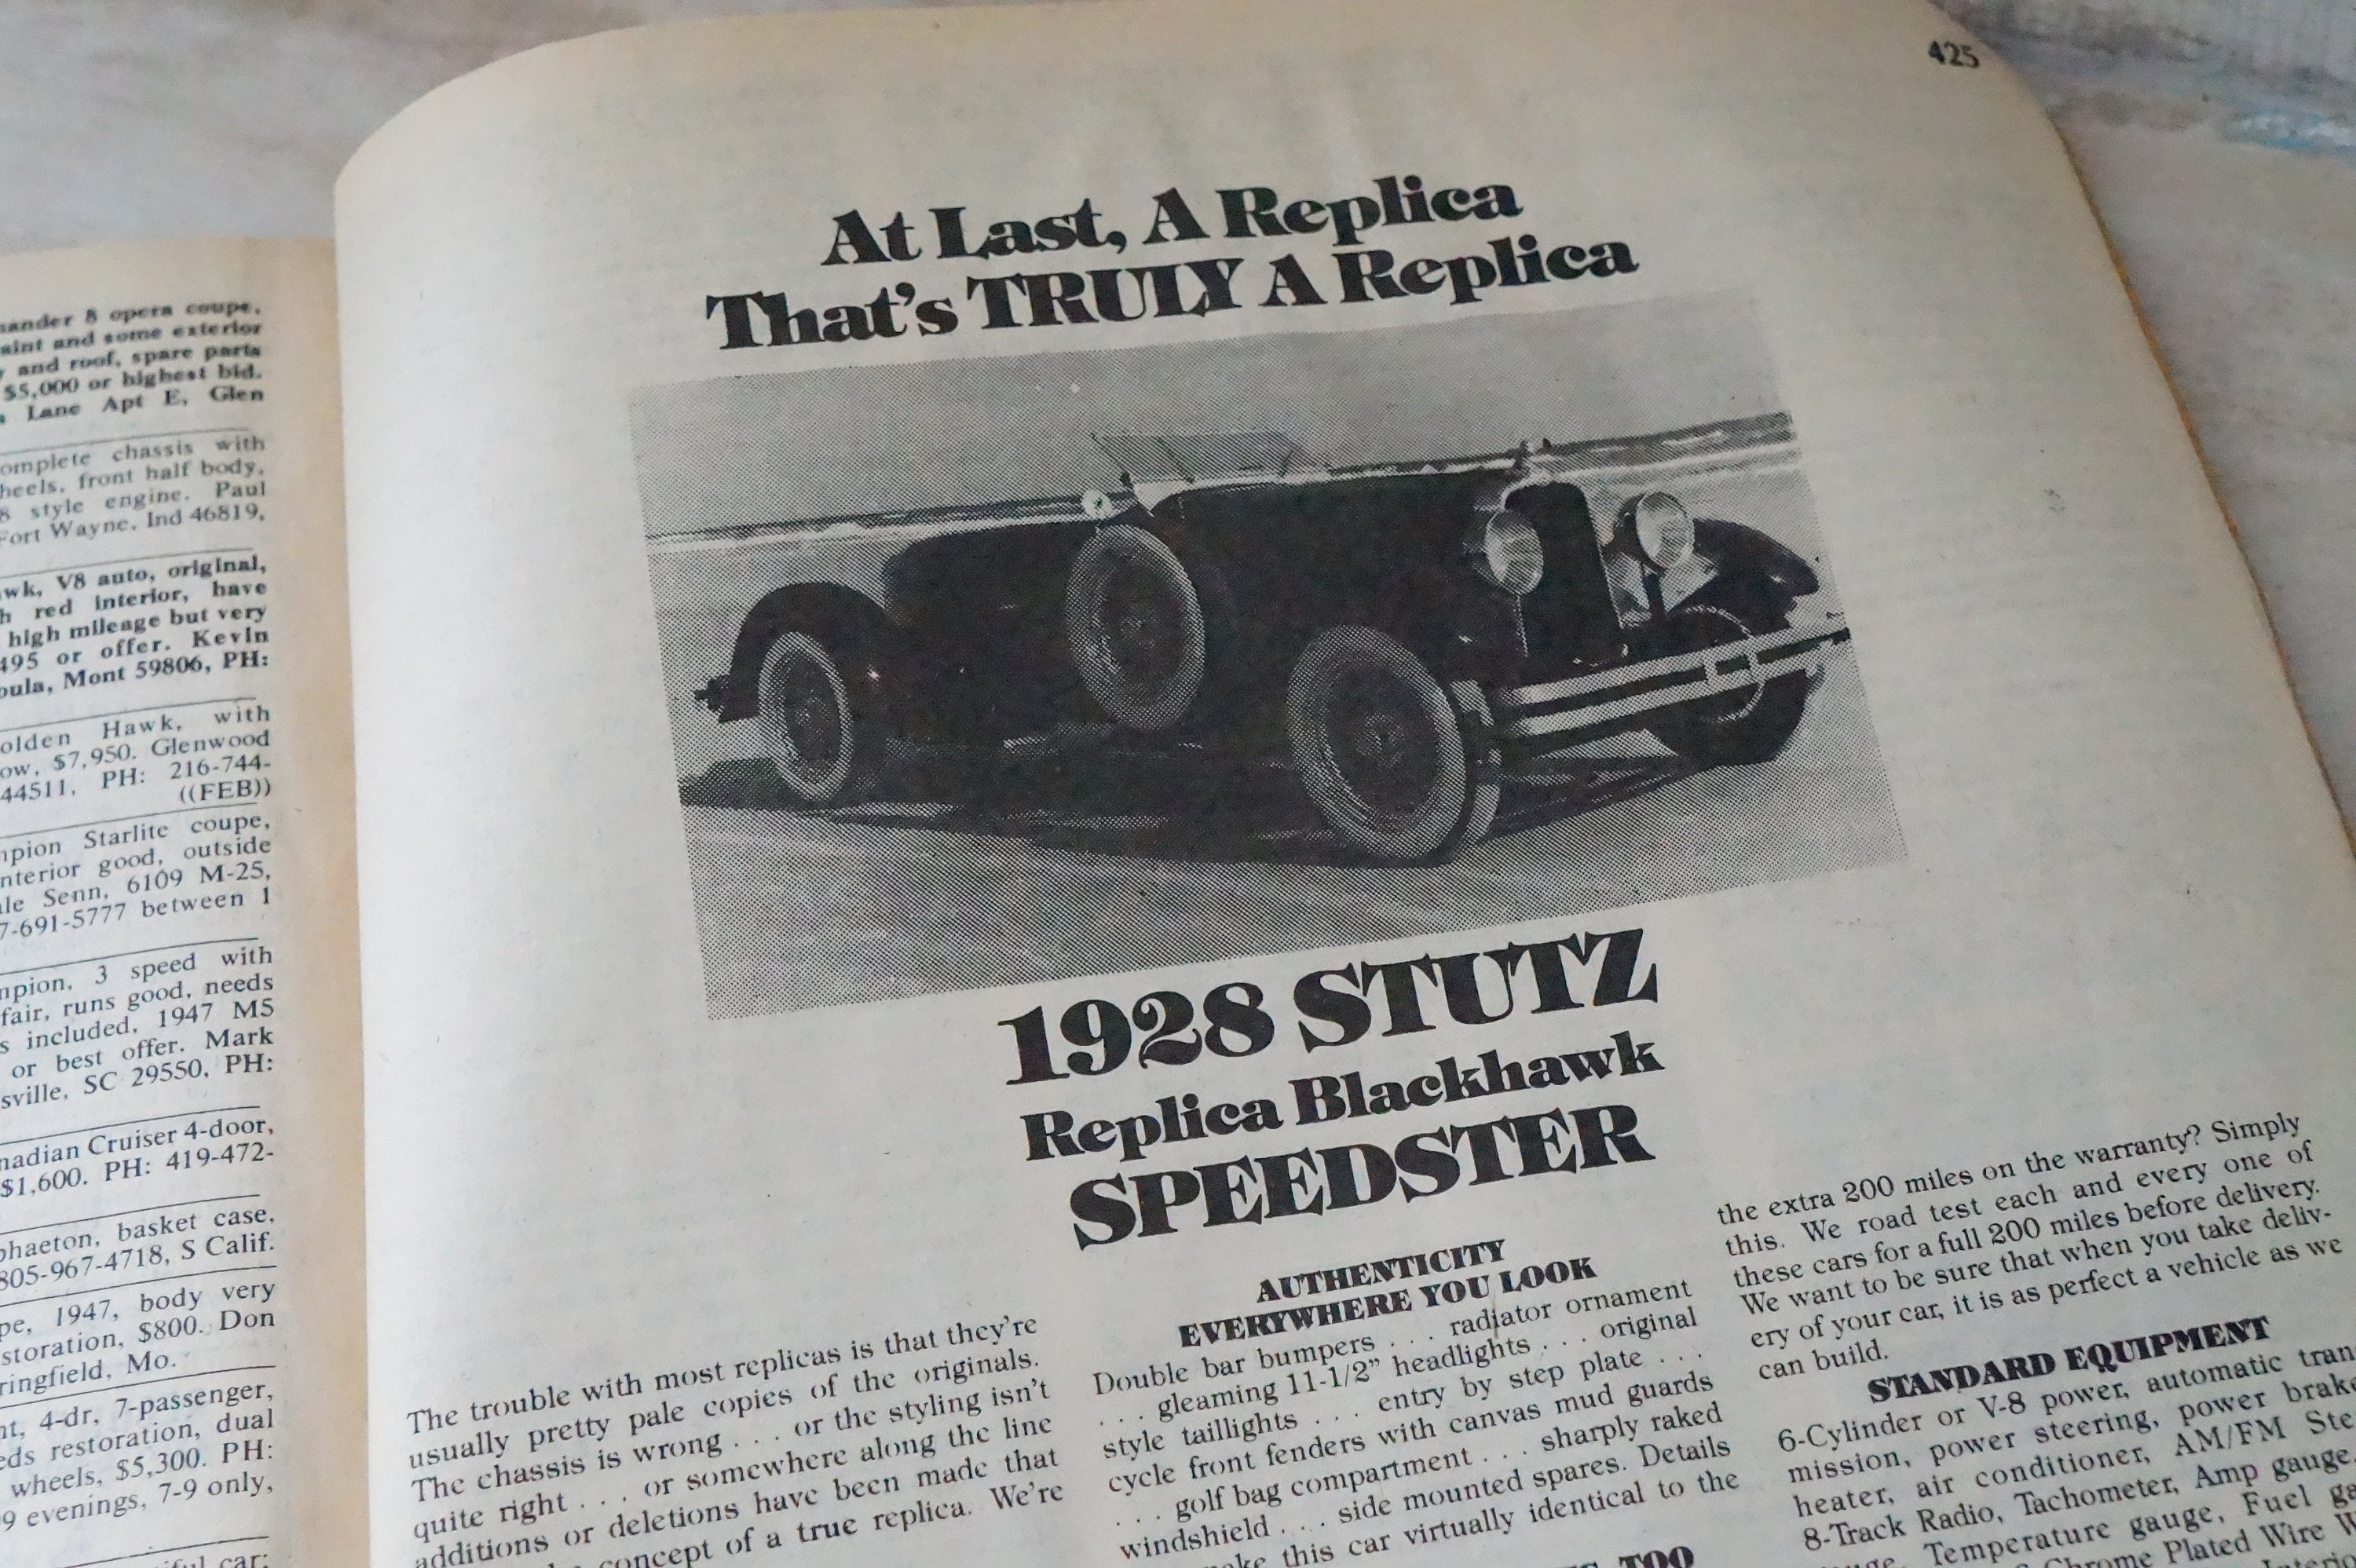 sander 8 opera coupe,
aint and some exterior
and roof, spare parts
$5,000 or highest bid.
Lane Apt E, Glen
omplete chassis with
heels, front half body,
8 style engine. Paul
Fort Wayne, Ind 46819,
awk, V8 auto, original,
h red interior, have
high mileage but very
495 or offer. Kevin
oula, Mont 59806, PH:
olden Hawk, with
ow, $7,950. Glenwood
44511, PH: 216-744-
((FEB))
mpion Starlite coupe,
nterior good, outside
ale Senn, 6109 M-25,
7-691-5777 between 1
mpion, 3 speed with
fair, runs good, needs
s included, 1947 M5
or best offer. Mark
sville, SC 29550, PH:
nadian Cruiser 4-door,
$1,600. PH: 419-472-
phaeton, basket case,
805-967-4718, S Calif.
pe, 1947, body very
storation, $800. Don
ringfield, Mo.
nt, 4-dr, 7-passenger,
eds restoration, dual
wheels, $5,300. PH:
9 evenings, 7-9 only,
car:
425
At Last, A Replica
That's TRULY A Replica
1928 STUTZ
Replica Blackhawk
SPEEDSTER
The trouble with most replicas is that they're
usually pretty pale copies of the originals.
The chassis is wrong . . . or the styling isn't
quite right . . . or somewhere along the line
additions or deletions have been made that
concept of a true replica. We're
AUTHENTICITY
EVERYWHERE YOU LOOK
Double bar bumpers . . . radiator ornament
. . . gleaming 11-1/2" headlights . . . original
style taillights . . . entry by step plate . . .
cycle front fenders with canvas mud guards
. . . golf bag compartment . . . sharply raked
windshield . . . side mounted spares. Details
this car virtually identical to the
TOO
the extra 200 miles on the warranty? Simply
this. We road test each and every one of
these cars for a full 200 miles before delivery.
We want to be sure that when you take deliv-
ery of your car, it is as perfect a vehicle as we
can build.
STANDARD EQUIPMENT
6-Cylinder or V-8 power, automatic tran
mission, power steering, power brake
heater, air conditioner, AM/FM Ste
8-Track Radio, Tachometer, Amp gauge,
Temperature gauge, Fuel ga
Chrome Plated Wire W